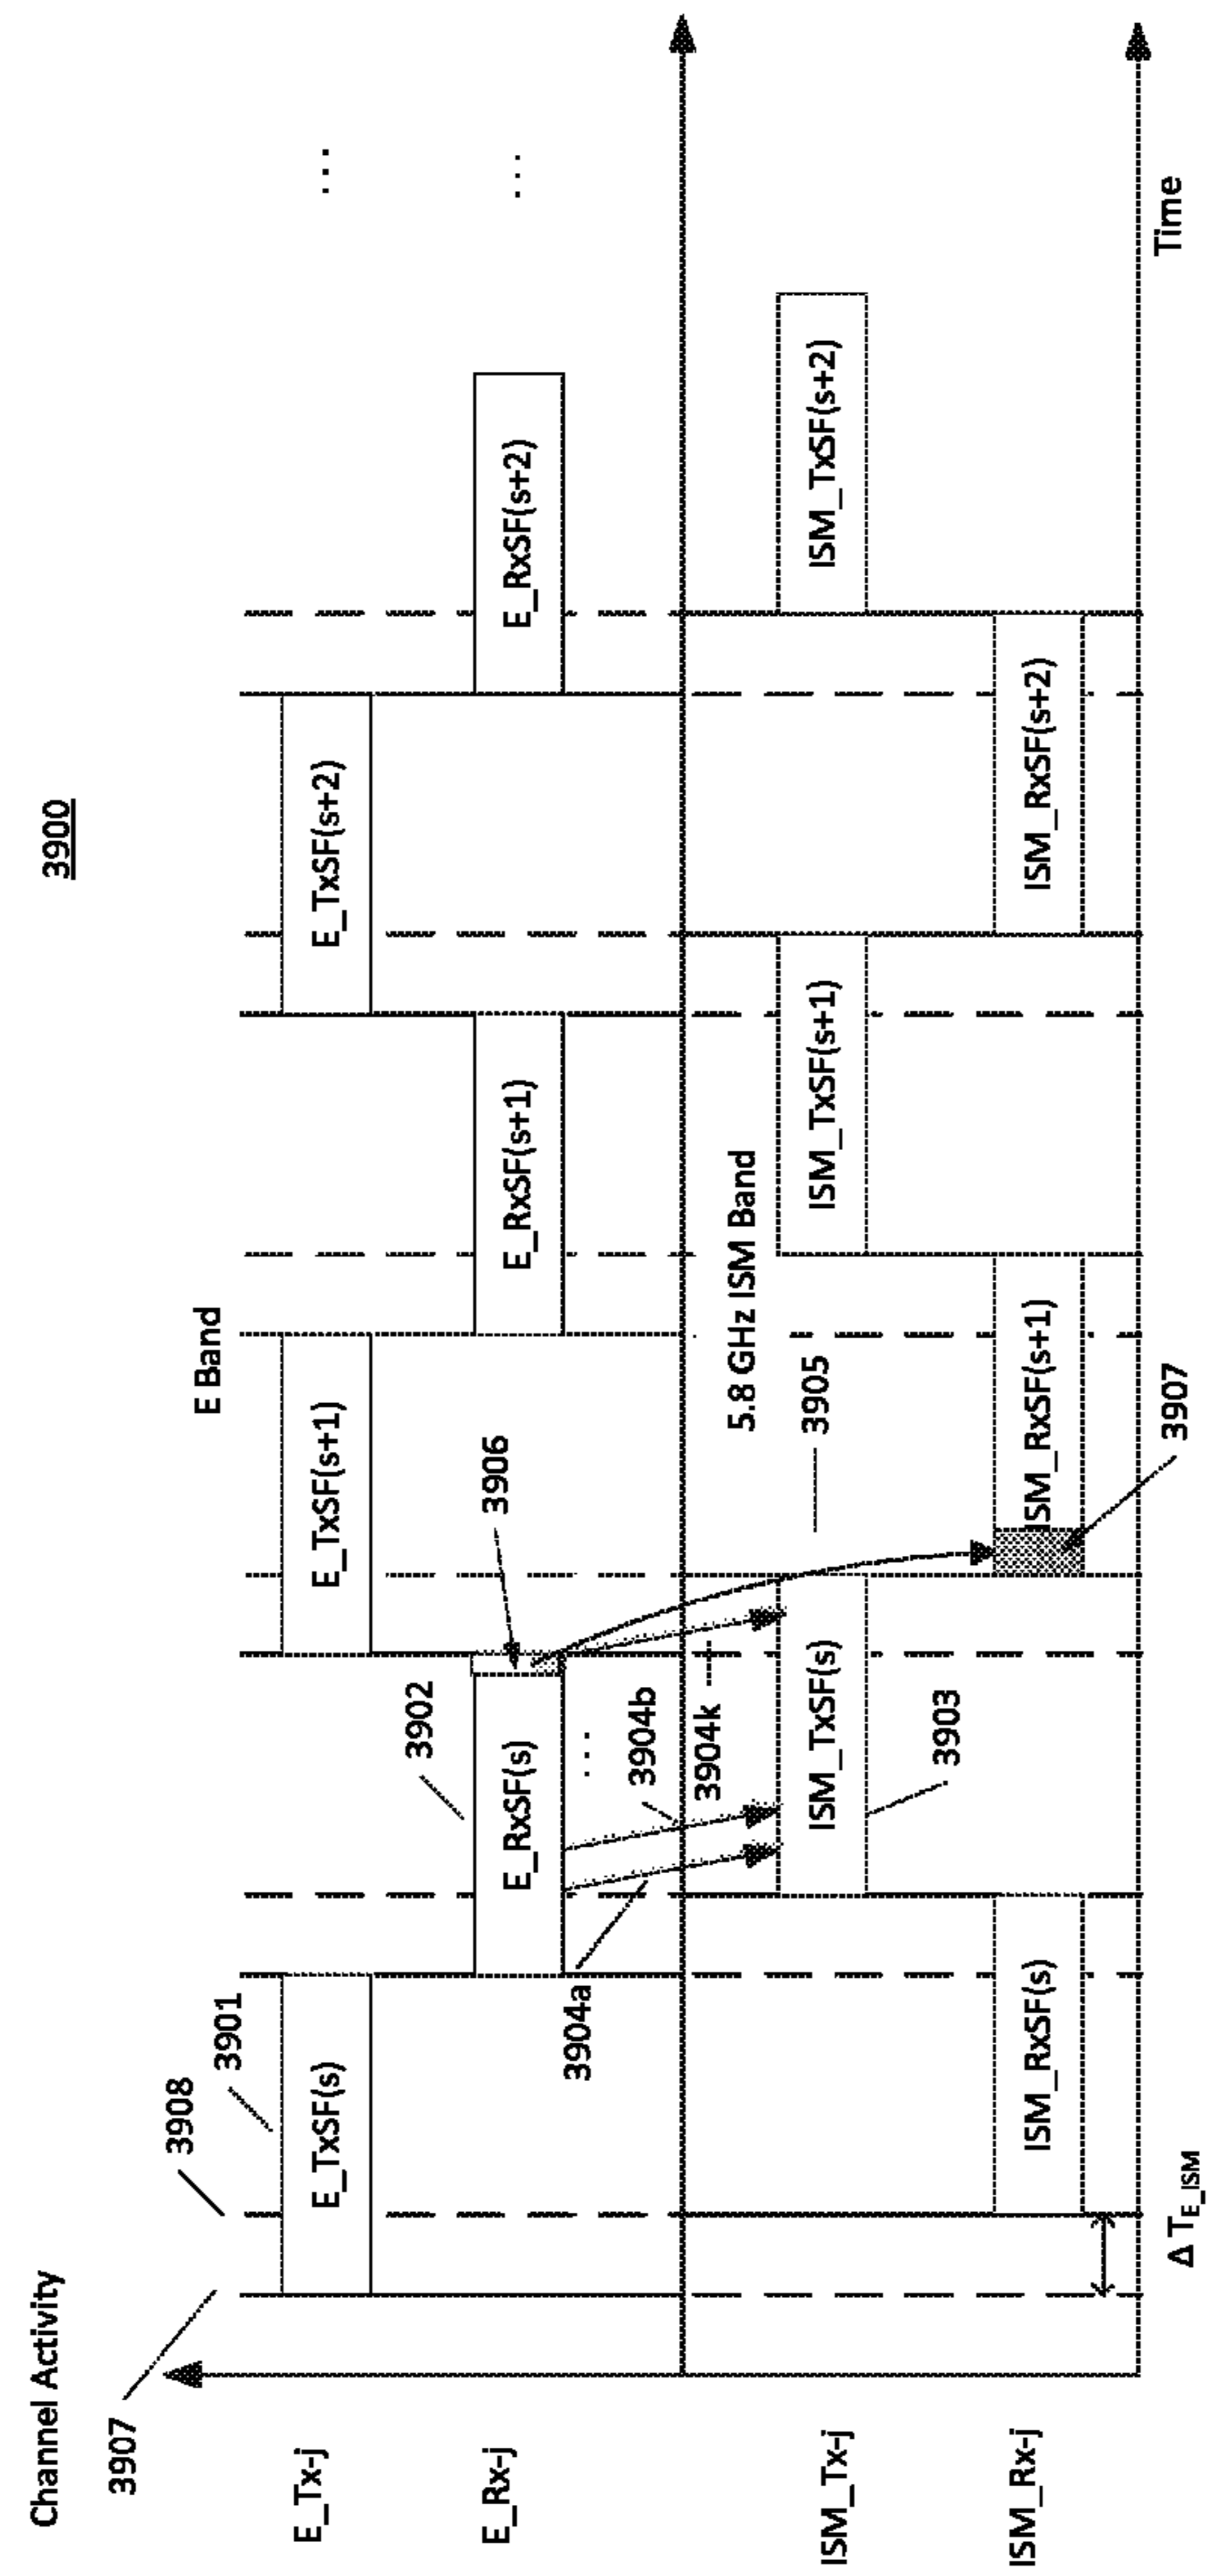 3900
Channel Activity
E Band
3907
3908
3901
E_Tx-j
E_TxSF(s)
E_TxSF(s+1)
E_TxSF(s+2)
...
3902
3906
E_Rx-j
E_RxSF(s)
E_RxSF(s+1)
E_RxSF(s+2)
...
3904a
...
3904b
3904k
5.8 GHz ISM Band
3905
ISM_Tx-j
ISM_TxSF(s)
ISM_TxSF(s+1)
ISM_TxSF(s+2)
3903
ISM_Rx-j
ISM_RxSF(s)
ISM_RxSF(s+1)
ISM_RxSF(s+2)
Δ TE_ISM
3907
Time